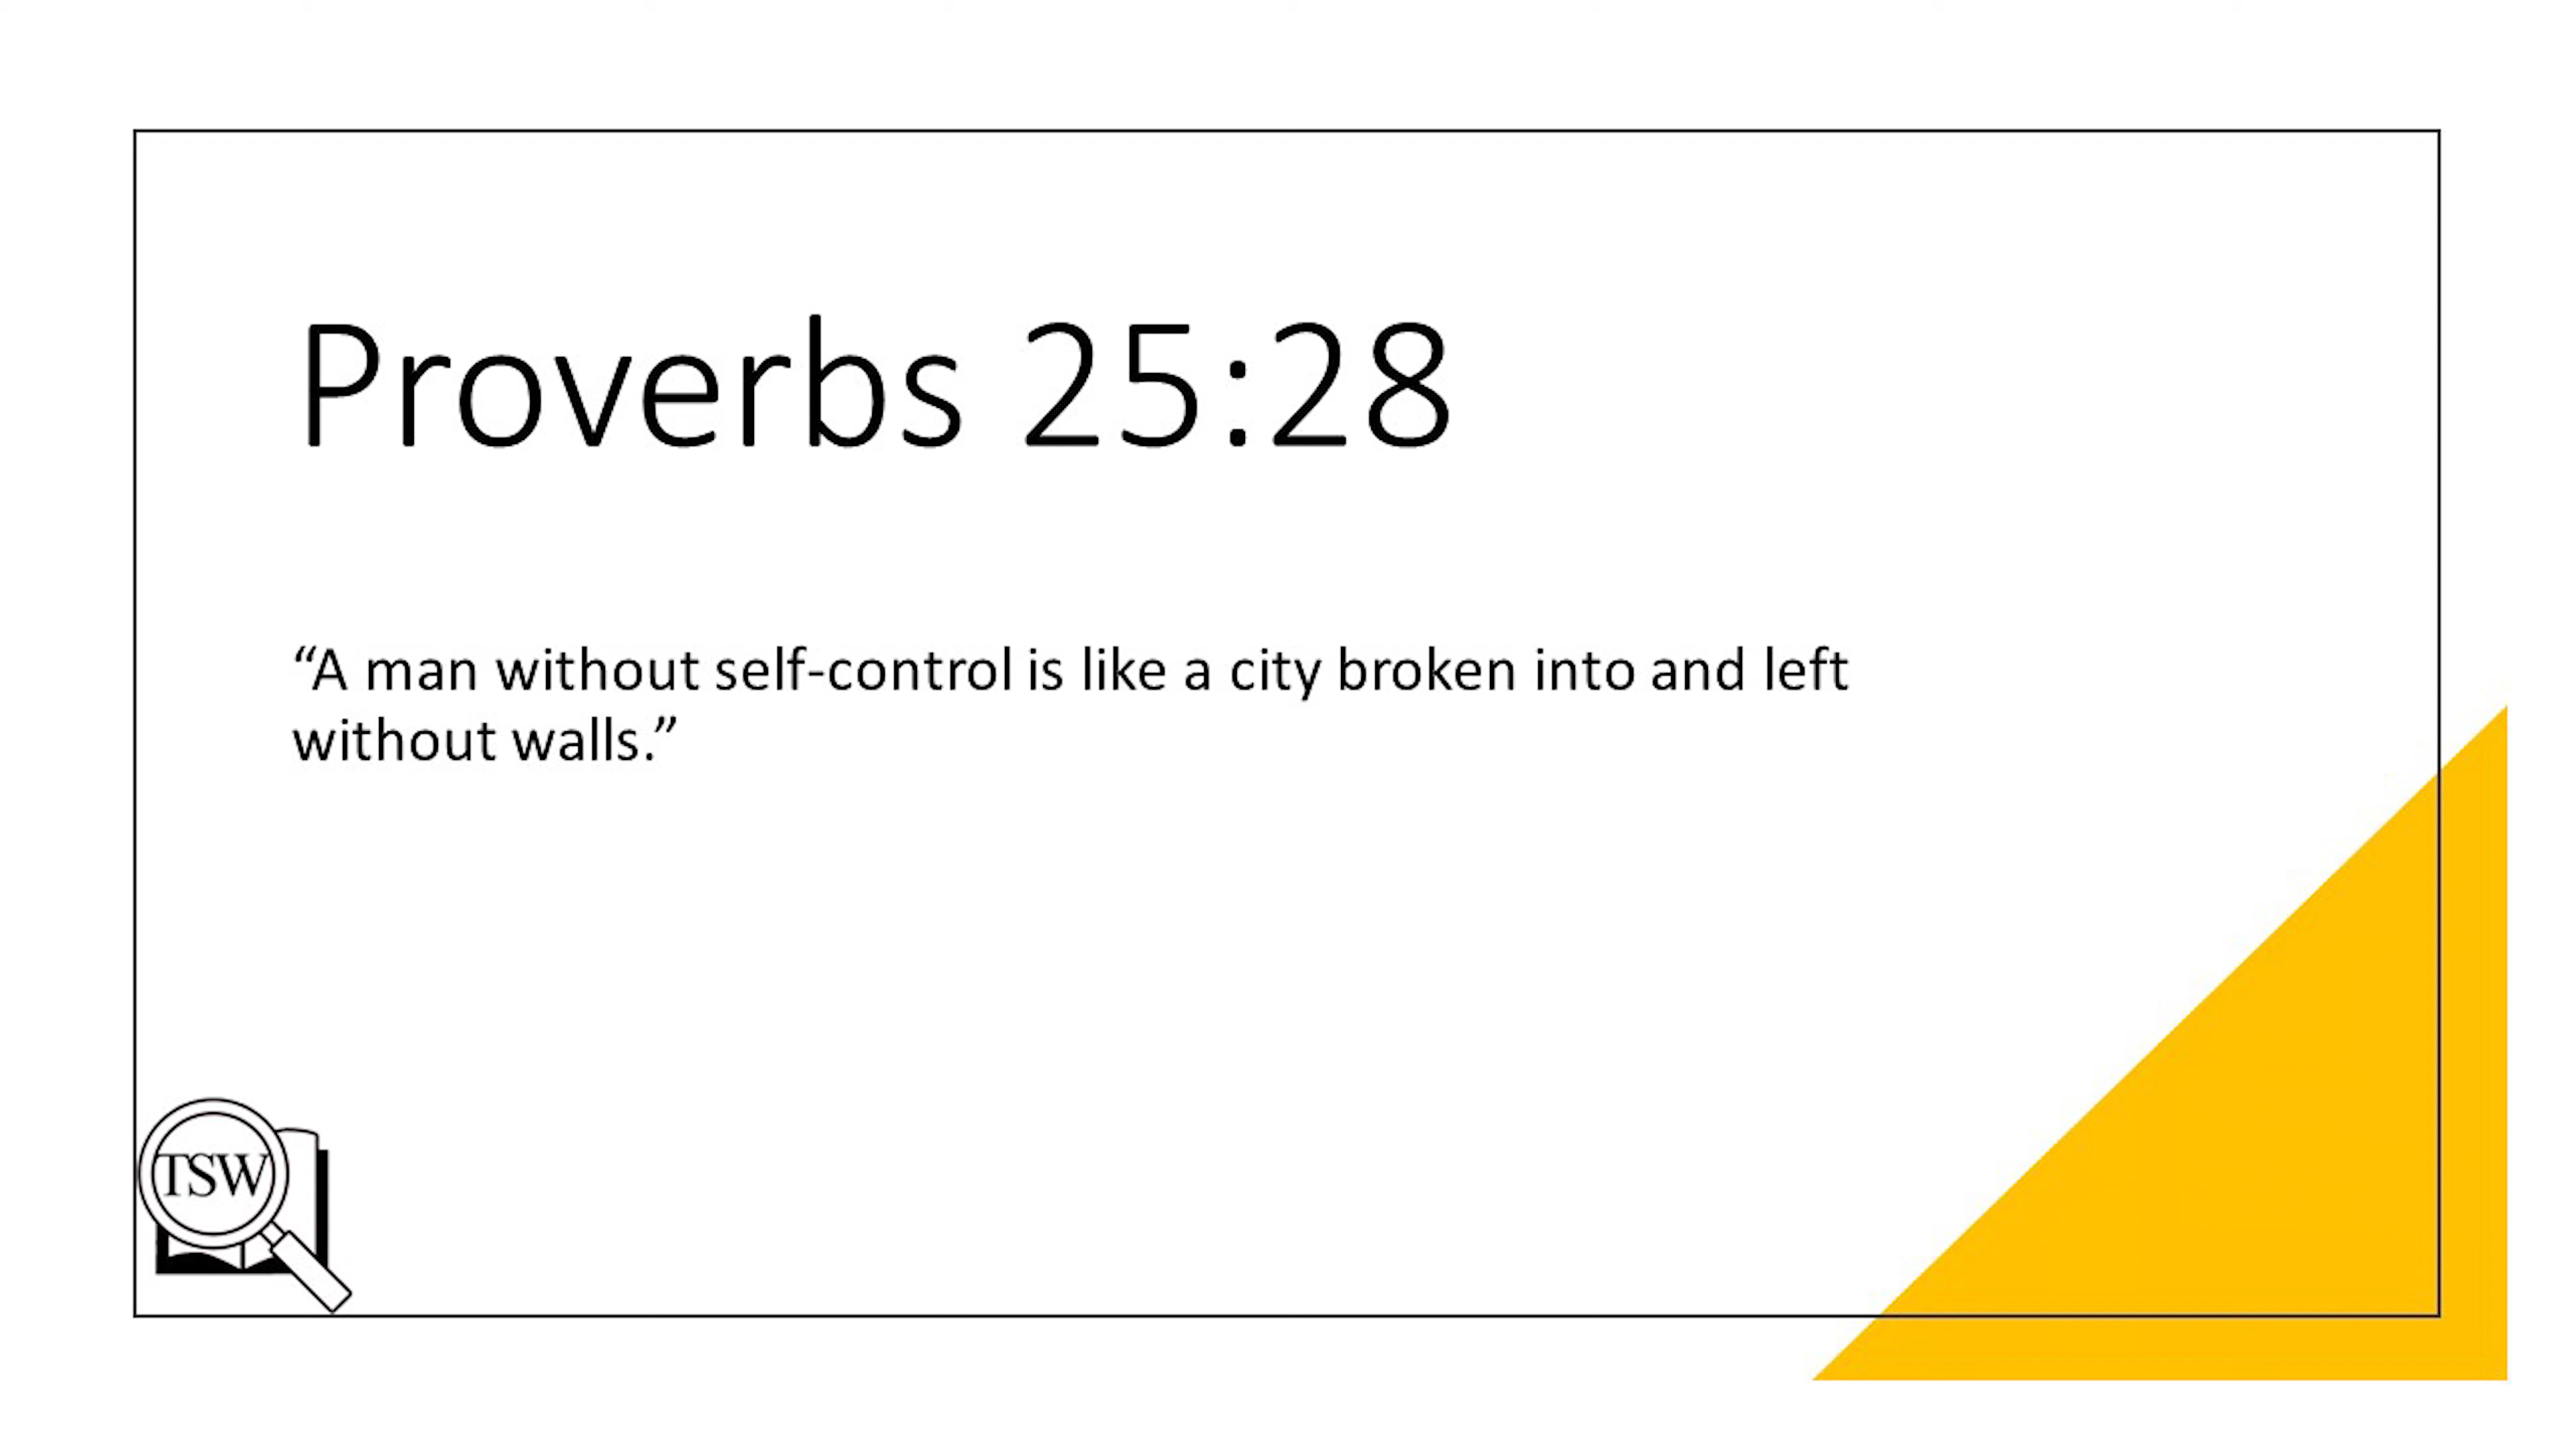 Proverbs 25:28
“A man without self-control is like a city broken into and left
without walls.”
TSW